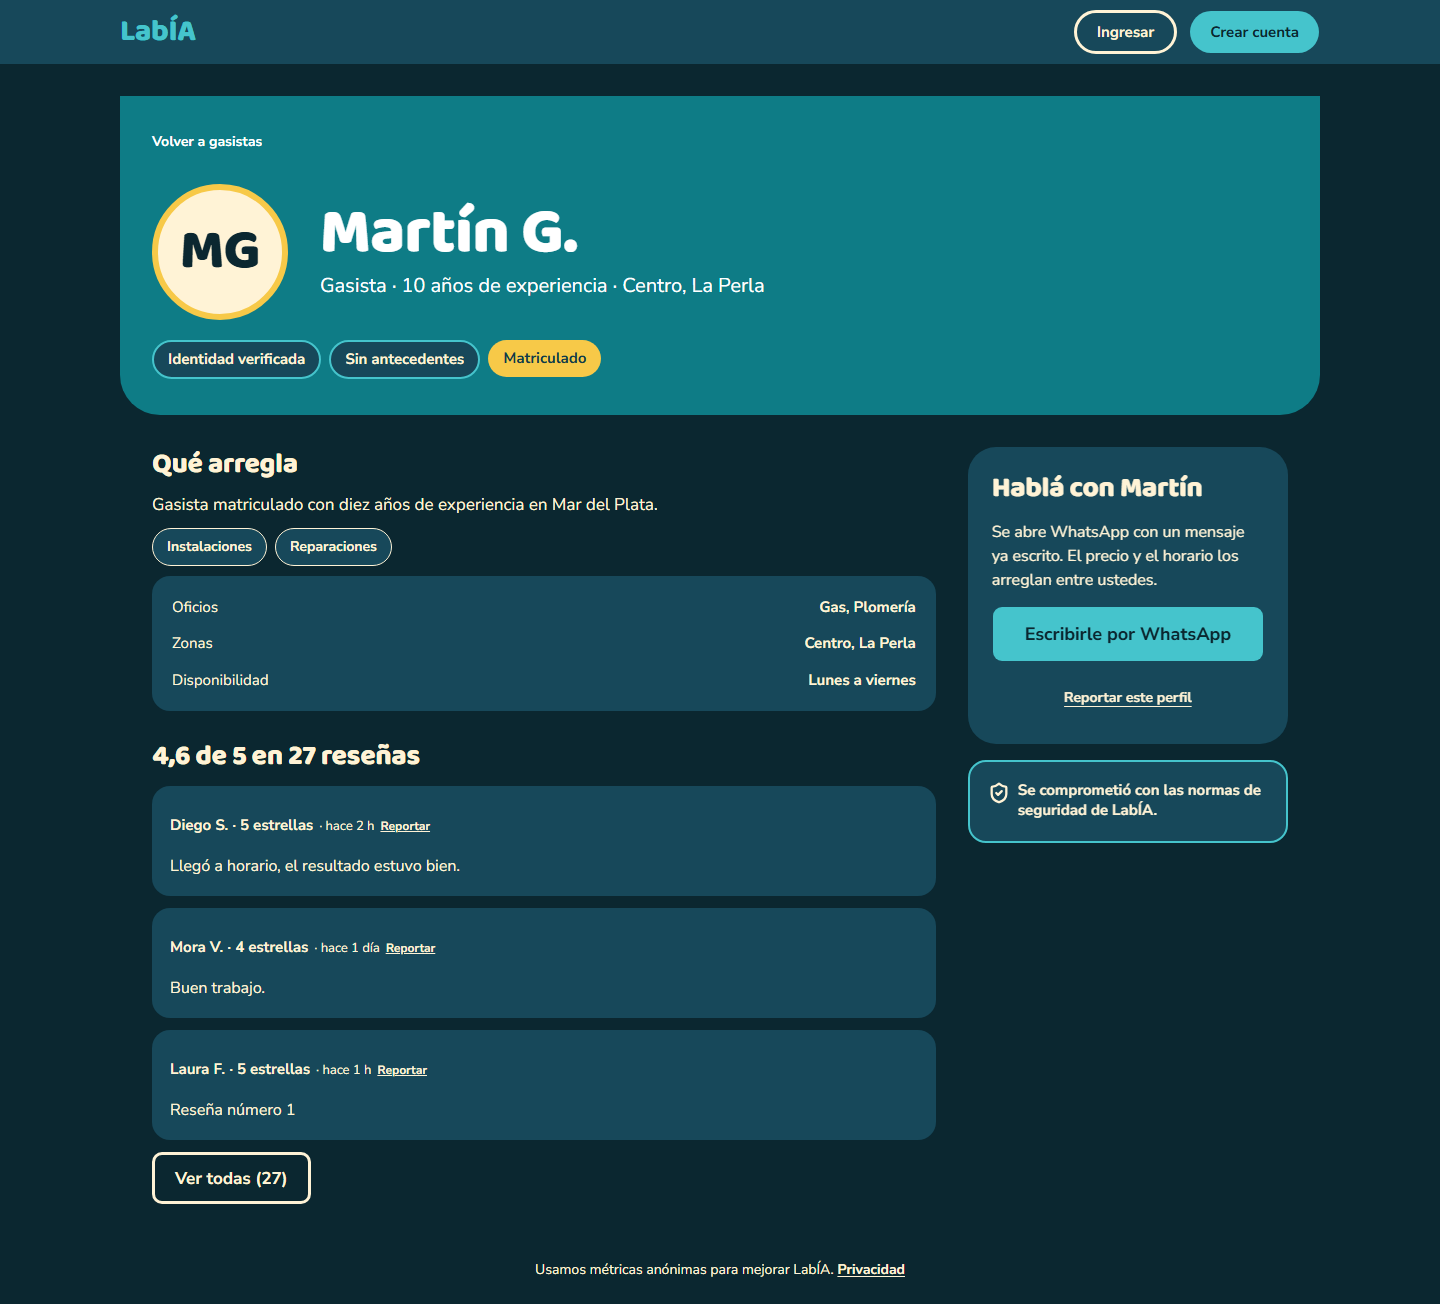 LabÍA
Ingresar
Crear cuenta
Volver a gasistas
MG
Martín G.
Gasista · 10 años de experiencia · Centro, La Perla
Identidad verificada
Sin antecedentes
Matriculado
Qué arregla
Gasista matriculado con diez años de experiencia en Mar del Plata.
Instalaciones
Reparaciones
Oficios Gas, Plomería
Zonas Centro, La Perla
Disponibilidad Lunes a viernes
4,6 de 5 en 27 reseñas
Diego S. · 5 estrellas · hace 2 h Reportar
Llegó a horario, el resultado estuvo bien.
Mora V. · 4 estrellas · hace 1 día Reportar
Buen trabajo.
Laura F. · 5 estrellas · hace 1 h Reportar
Reseña número 1
Ver todas (27)
Hablá con Martín
Se abre WhatsApp con un mensaje
ya escrito. El precio y el horario los
arreglan entre ustedes.
Escribirle por WhatsApp
Reportar este perfil
Se comprometió con las normas de
seguridad de LabÍA.
Usamos métricas anónimas para mejorar LabÍA. Privacidad